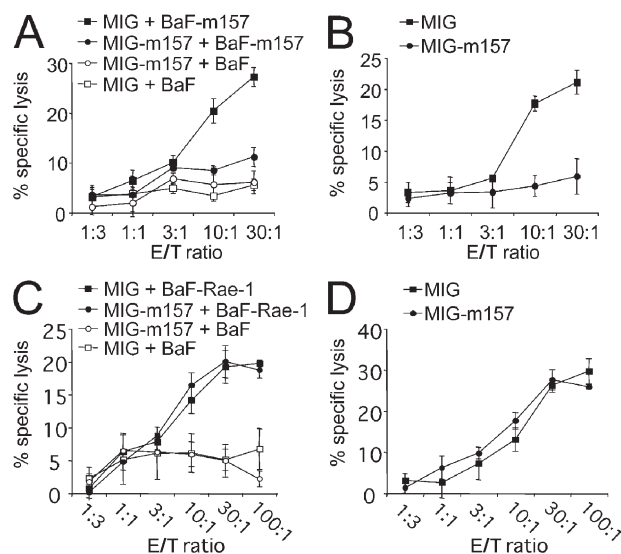 A
MIG + BaF-m157
MIG-m157 + BaF-m157
MIG-m157 + BaF
MIG + BaF
% specific lysis
30
20
10
0
1:3 1:1 3:1 10:1 30:1
E/T ratio
B
MIG
MIG-m157
% specific lysis
25
20
15
10
5
0
1:3 1:1 3:1 10:1 30:1
E/T ratio
C
MIG + BaF-Rae-1
MIG-m157 + BaF-Rae-1
MIG-m157 + BaF
MIG + BaF
% specific lysis
25
20
15
10
5
0
1:3 1:1 3:1 10:1 30:1 100:1
E/T ratio
D
MIG
MIG-m157
% specific lysis
40
30
20
10
0
1:3 1:1 3:1 10:1 30:1 100:1
E/T ratio